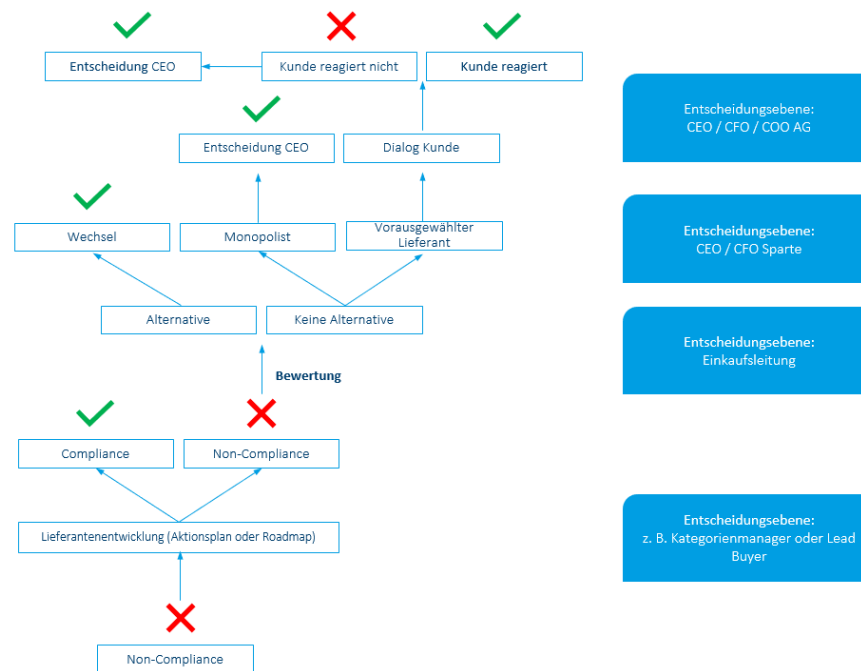 Entscheidung CEO
Kunde reagiert nicht
Kunde reagiert
Entscheidungsebene:
CEO / CFO / COO AG
Entscheidung CEO
Dialog Kunde
Wechsel
Monopolist
Vorausgewählter
Lieferant
Entscheidungsebene:
CEO / CFO Sparte
Alternative
Keine Alternative
Entscheidungsebene:
Einkaufsleitung
Bewertung
Compliance
Non-Compliance
Lieferantenentwicklung (Aktionsplan oder Roadmap)
Entscheidungsebene:
z. B. Kategorienmanager oder Lead
Buyer
Non-Compliance